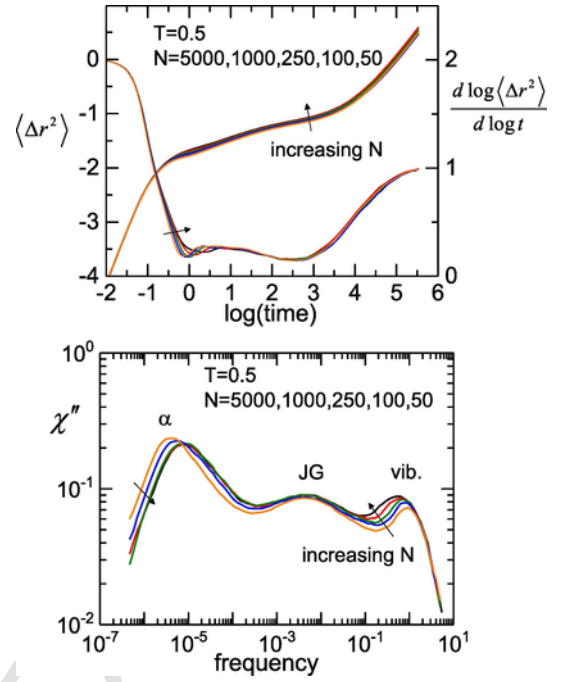 T=0.5
N=5000,1000,250,100,50
0
-1
-2
-3
-4
⟨Δr²⟩
2
1
0
d log⟨Δr²⟩
d log t
increasing N
-2 -1 0 1 2 3 4 5 6
log(time)
10⁰
10⁻¹
10⁻²
χ″
T=0.5
N=5000,1000,250,100,50
α
JG
vib.
increasing N
10⁻⁷ 10⁻⁵ 10⁻³ 10⁻¹ 10¹
frequency